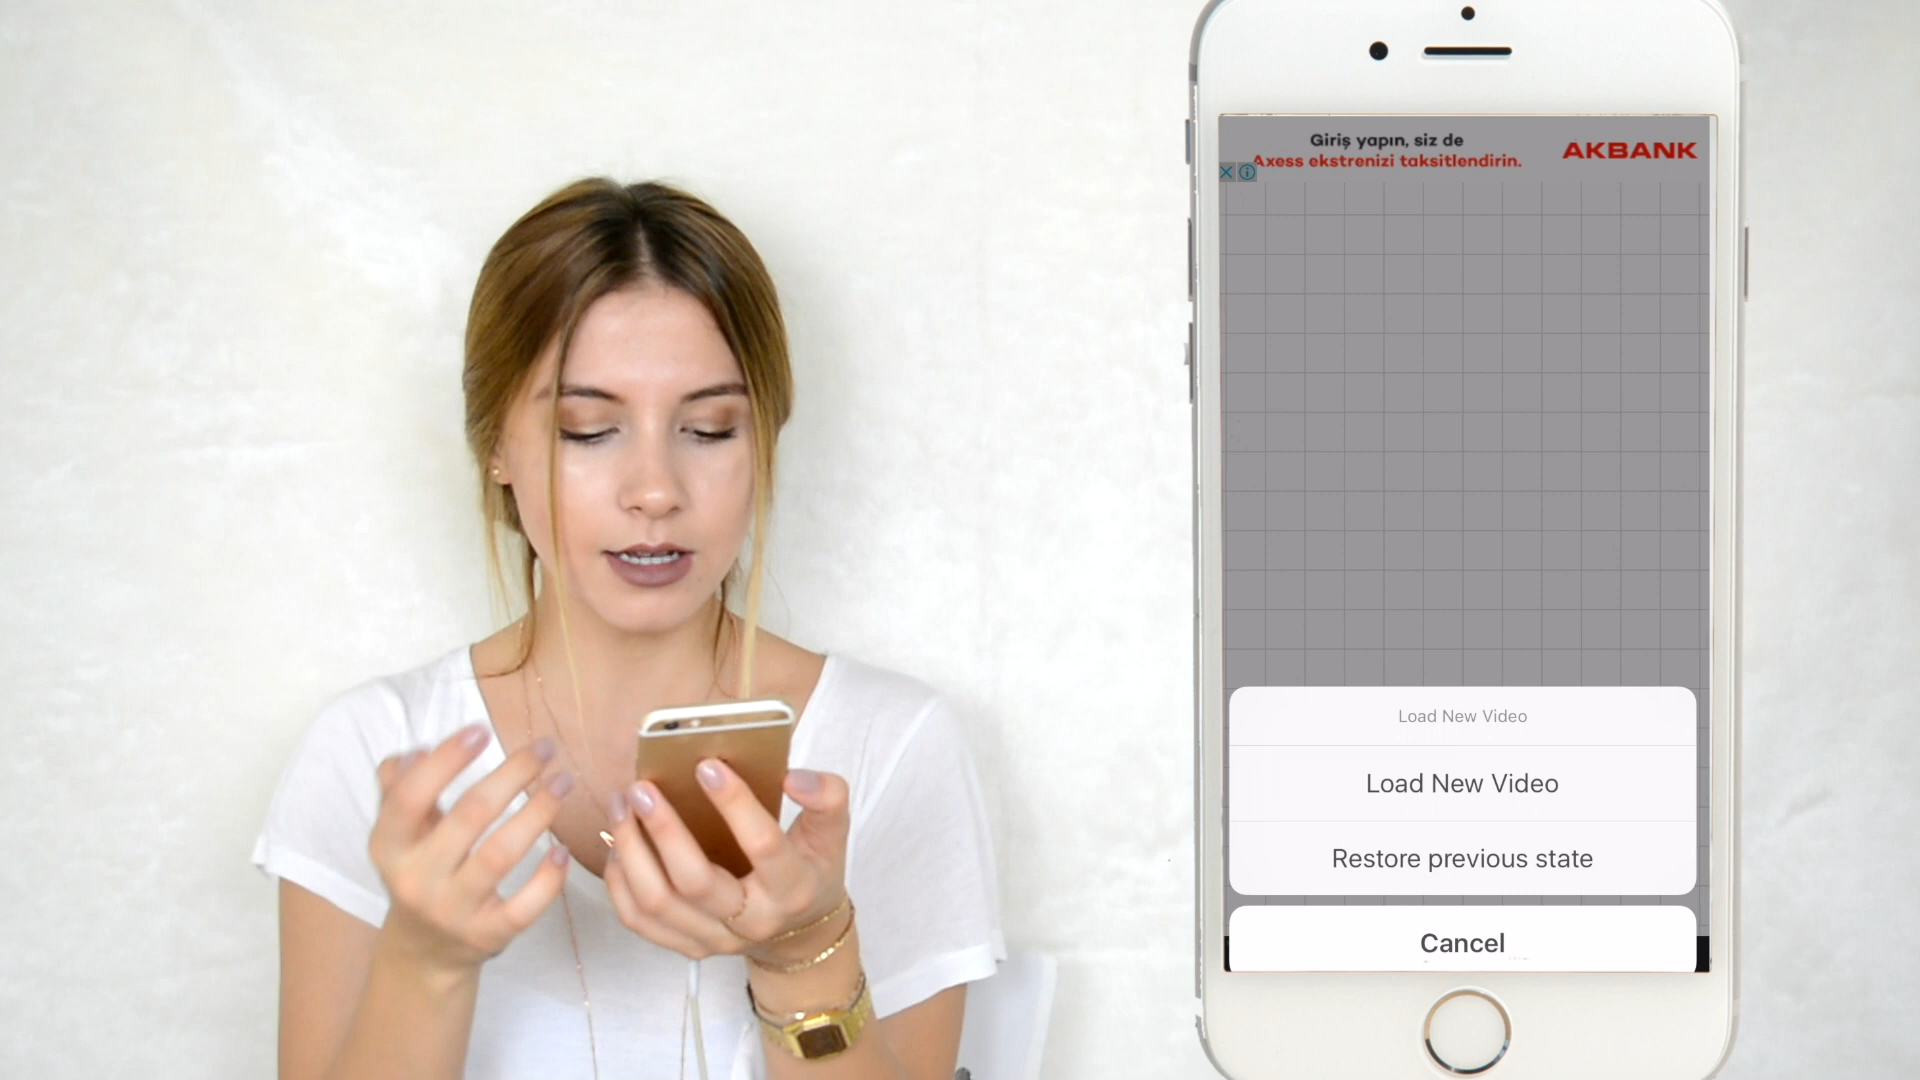 Giriş yapın, siz de
Axess ekstrenizi taksitlendirin.
AKBANK
Load New Video
Load New Video
Restore previous state
Cancel